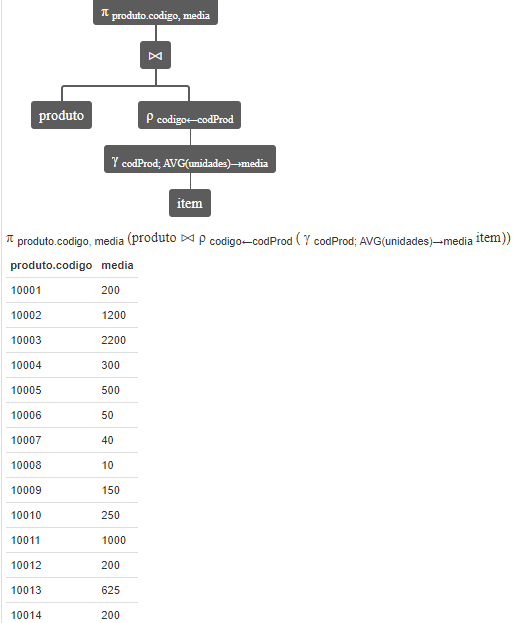 π produto.codigo, media
⋈
produto
ρ codigo←codProd
γ codProd; AVG(unidades)→media
item
π produto.codigo, media (produto ⋈ ρ codigo←codProd ( γ codProd; AVG(unidades)→media item))
produto.codigo media
10001 200
10002 1200
10003 2200
10004 300
10005 500
10006 50
10007 40
10008 10
10009 150
10010 250
10011 1000
10012 200
10013 625
10014 200